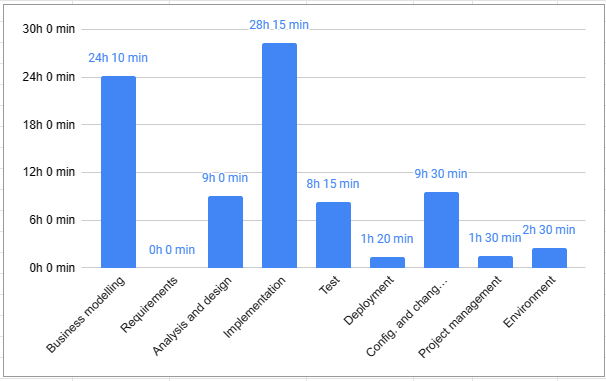 30h 0 min
24h 0 min
18h 0 min
12h 0 min
6h 0 min
0h 0 min
24h 10 min
0h 0 min
9h 0 min
28h 15 min
8h 15 min
1h 20 min
9h 30 min
1h 30 min
2h 30 min
Business modelling
Requirements
Analysis and design
Implementation
Test
Deployment
Config. and chang…
Project management
Environment